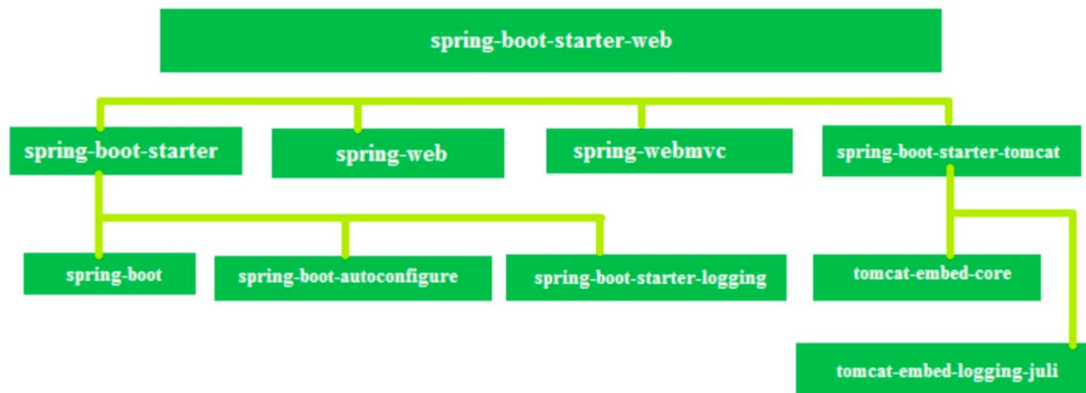 spring-boot-starter-web
spring-boot-starter
spring-web
spring-webmvc
spring-boot-starter-tomcat
spring-boot
spring-boot-autoconfigure
spring-boot-starter-logging
tomcat-embed-core
tomcat-embed-logging-juli